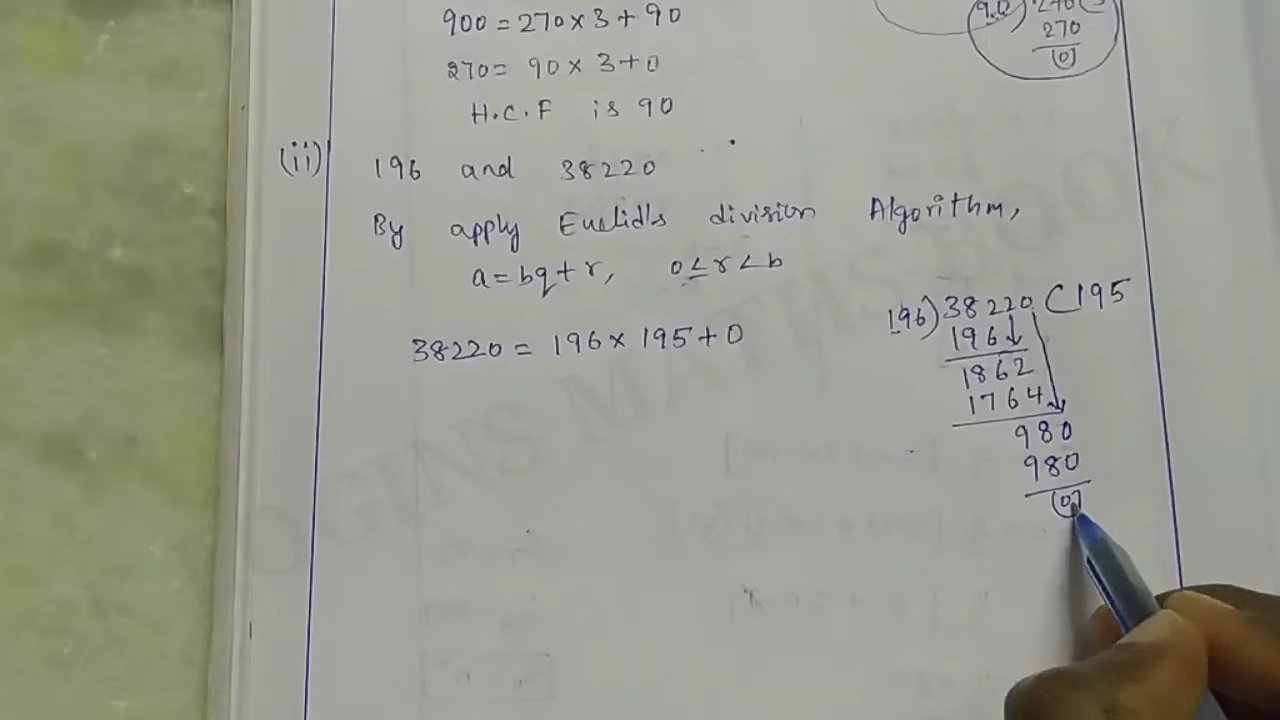 900 = 270 × 3 + 90
270 = 90 × 3 + 0
H.C.F is 90
270
270
0
(ii) 196 and 38220
By apply Euclid's division Algorithm,
a = bq + r, 0 ≤ r < b
38220 = 196 × 195 + 0
196) 38220 ( 195
196
1862
1764
980
980
0